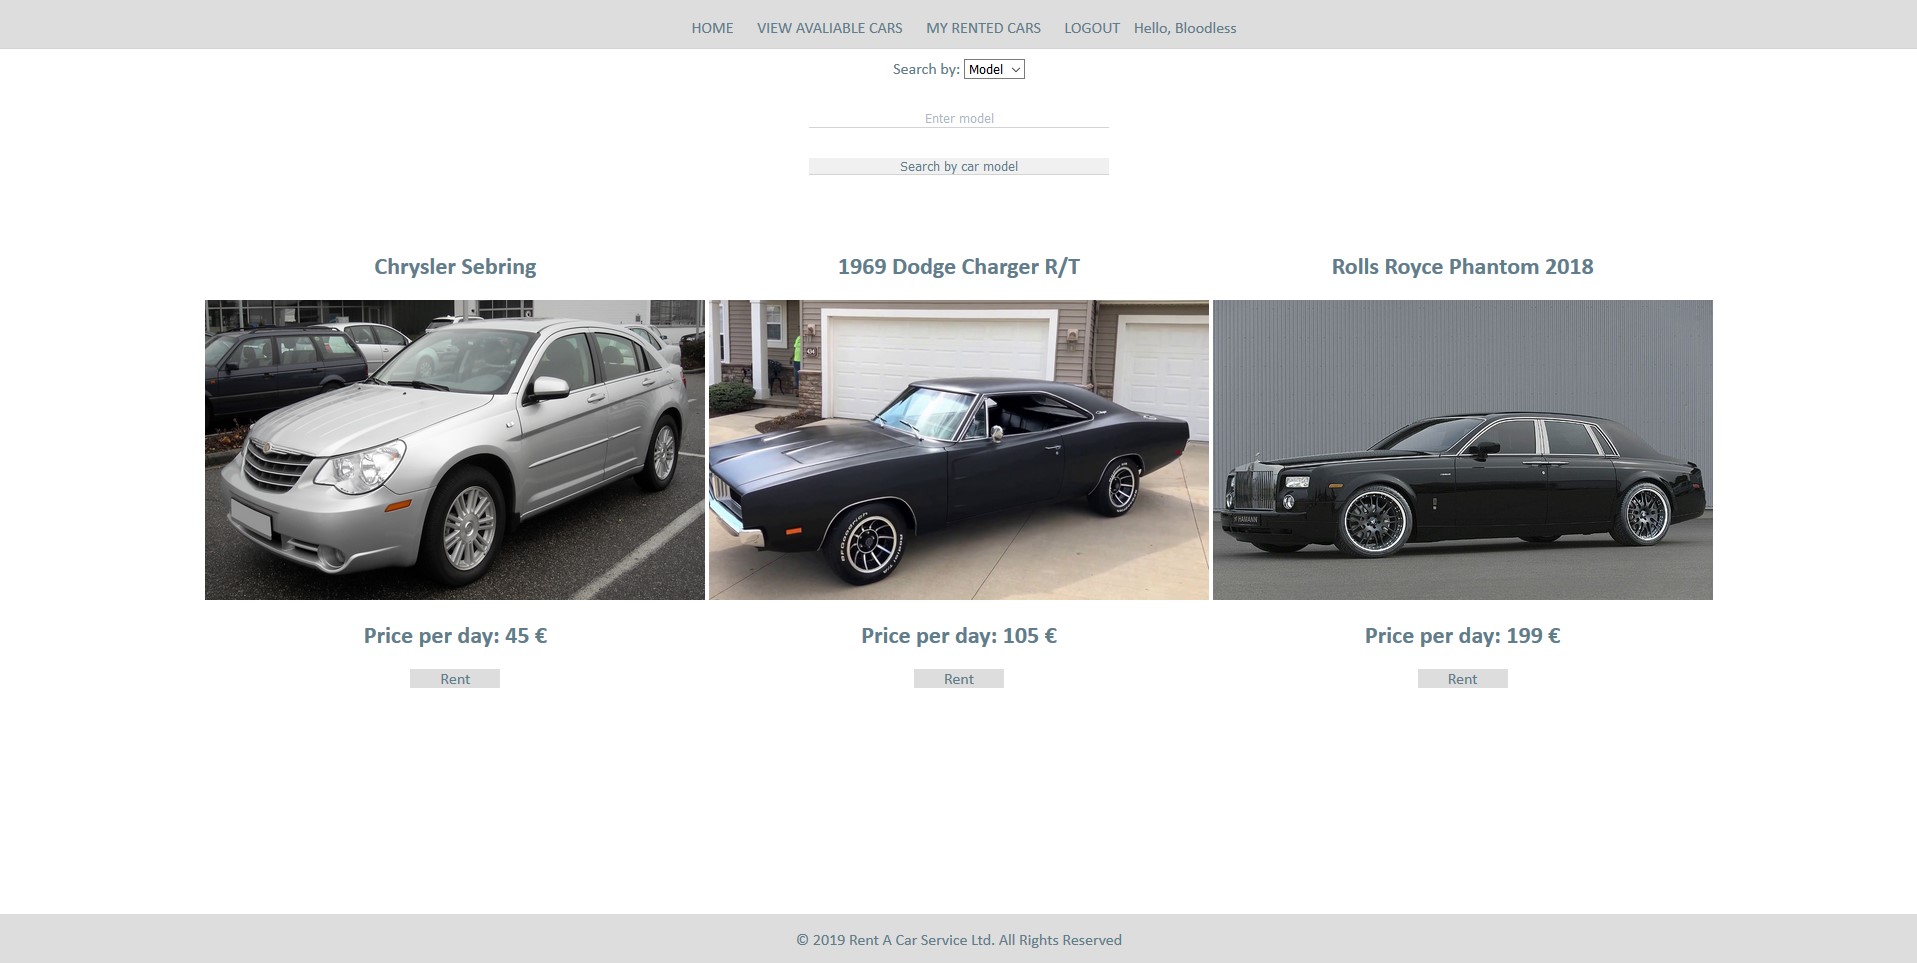 HOME VIEW AVALIABLE CARS MY RENTED CARS LOGOUT Hello, Bloodless
Search by: Model
Enter model
Search by car model
Chrysler Sebring
1969 Dodge Charger R/T
Rolls Royce Phantom 2018
HAMANN
Price per day: 45 €
Price per day: 105 €
Price per day: 199 €
Rent
Rent
Rent
© 2019 Rent A Car Service Ltd. All Rights Reserved